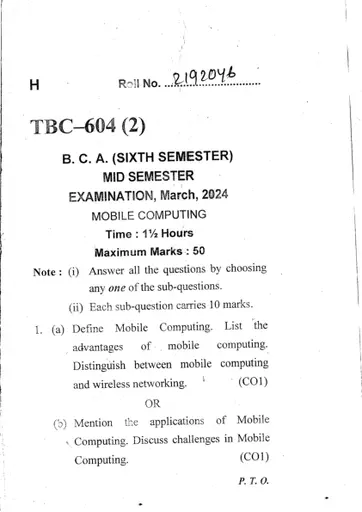 H Roll No. ...2192046...
TBC–604 (2)
B. C. A. (SIXTH SEMESTER)
MID SEMESTER
EXAMINATION, March, 2024
MOBILE COMPUTING
Time : 1½ Hours
Maximum Marks : 50
Note : (i) Answer all the questions by choosing
any one of the sub-questions.
(ii) Each sub-question carries 10 marks.
1. (a) Define Mobile Computing. List the
advantages of mobile computing.
Distinguish between mobile computing
and wireless networking. (CO1)
OR
(b) Mention the applications of Mobile
Computing. Discuss challenges in Mobile
Computing. (CO1)
P. T. O.